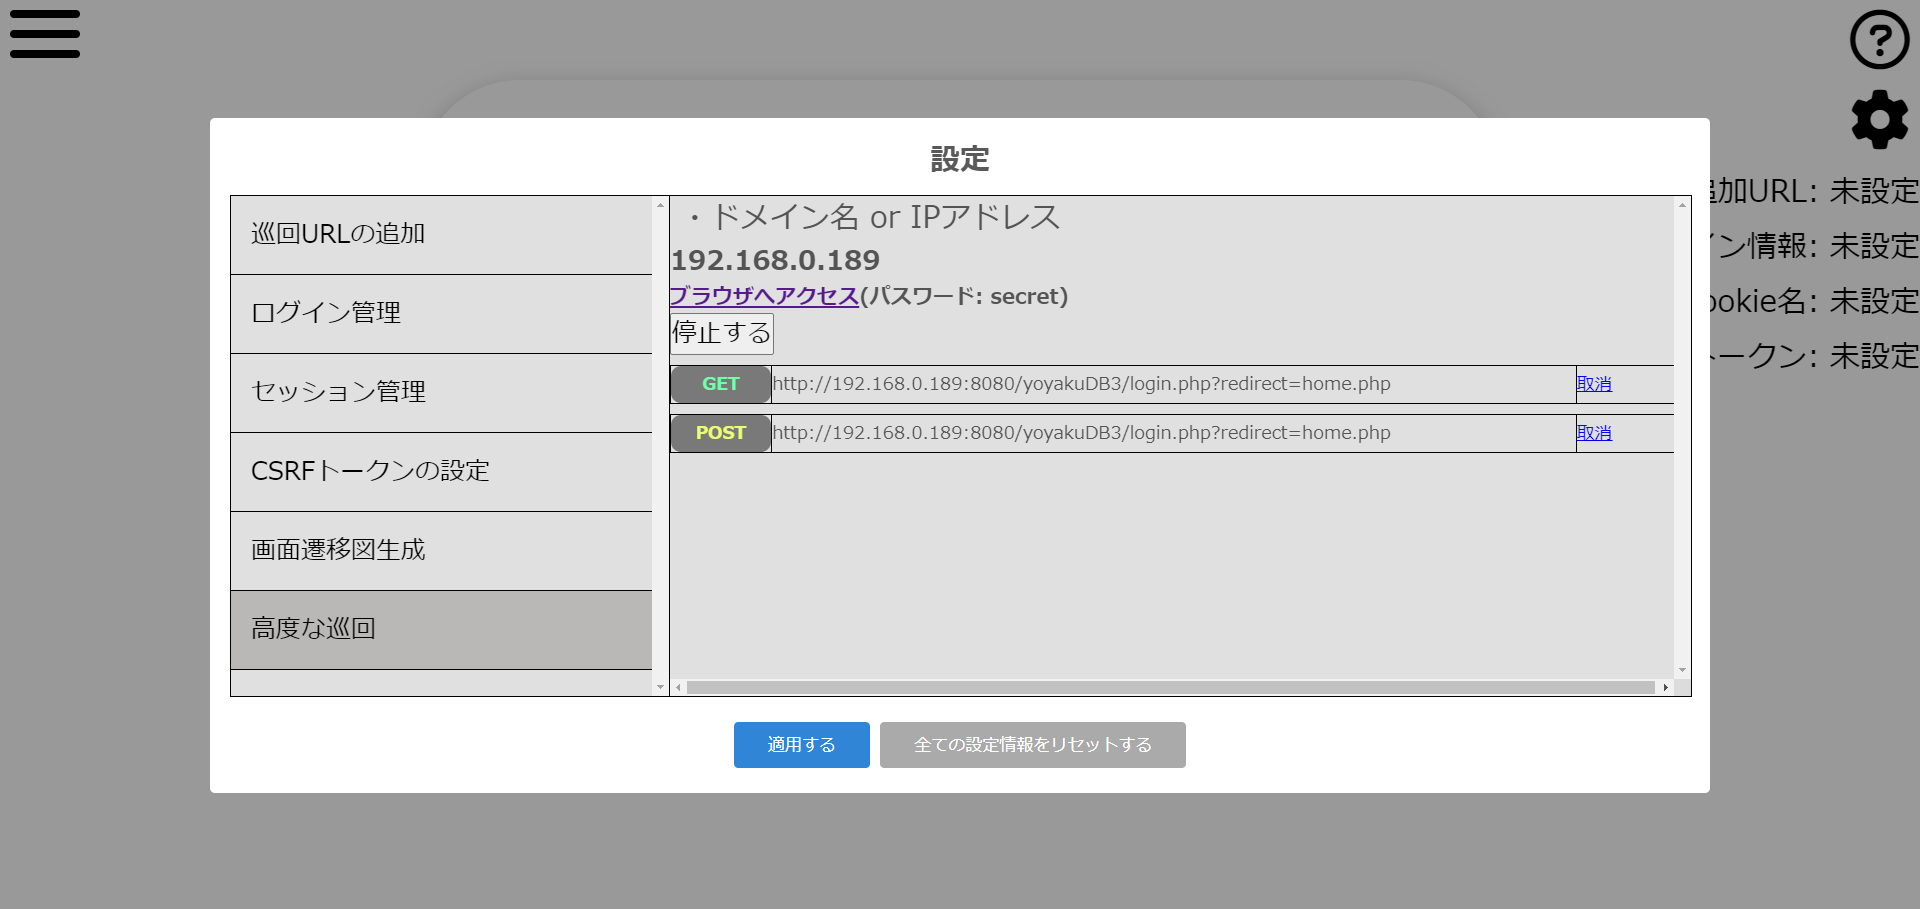 設定
巡回URLの追加
ログイン管理
セッション管理
CSRFトークンの設定
画面遷移図生成
高度な巡回
・ドメイン名 or IPアドレス
192.168.0.189
ブラウザへアクセス(パスワード: secret)
停止する
GET http://192.168.0.189:8080/yoyakuDB3/login.php?redirect=home.php 取消
POST http://192.168.0.189:8080/yoyakuDB3/login.php?redirect=home.php 取消
適用する
全ての設定情報をリセットする
追加URL: 未設定
イン情報: 未設定
ookie名: 未設定
トークン: 未設定